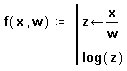 f(x,w) := | z←x/w
| log(z)